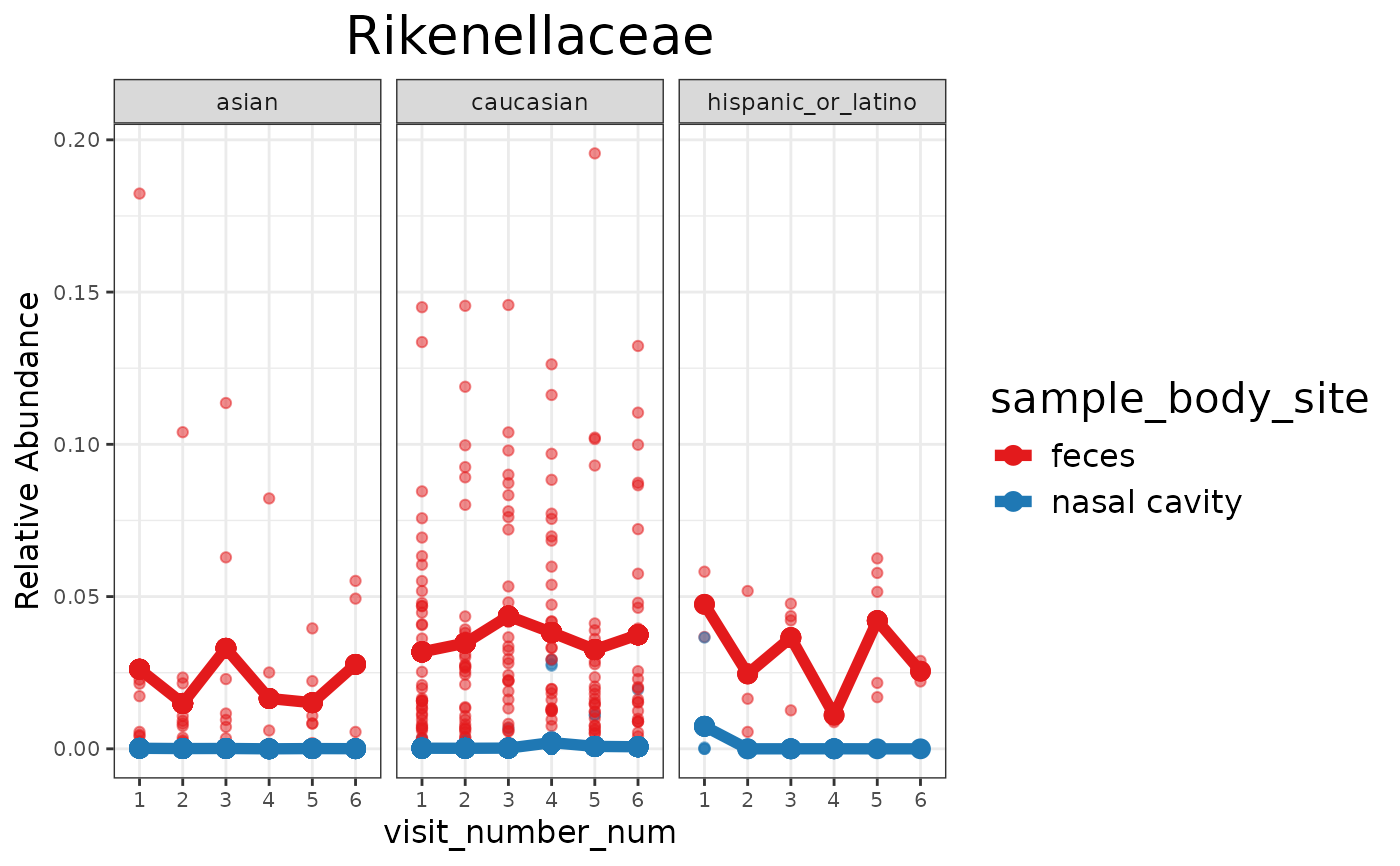 Rikenellaceae
asian
caucasian
hispanic_or_latino
Relative Abundance
0.20
0.15
0.10
0.05
0.00
1 2 3 4 5 6
1 2 3 4 5 6
1 2 3 4 5 6
visit_number_num
sample_body_site
feces
nasal cavity